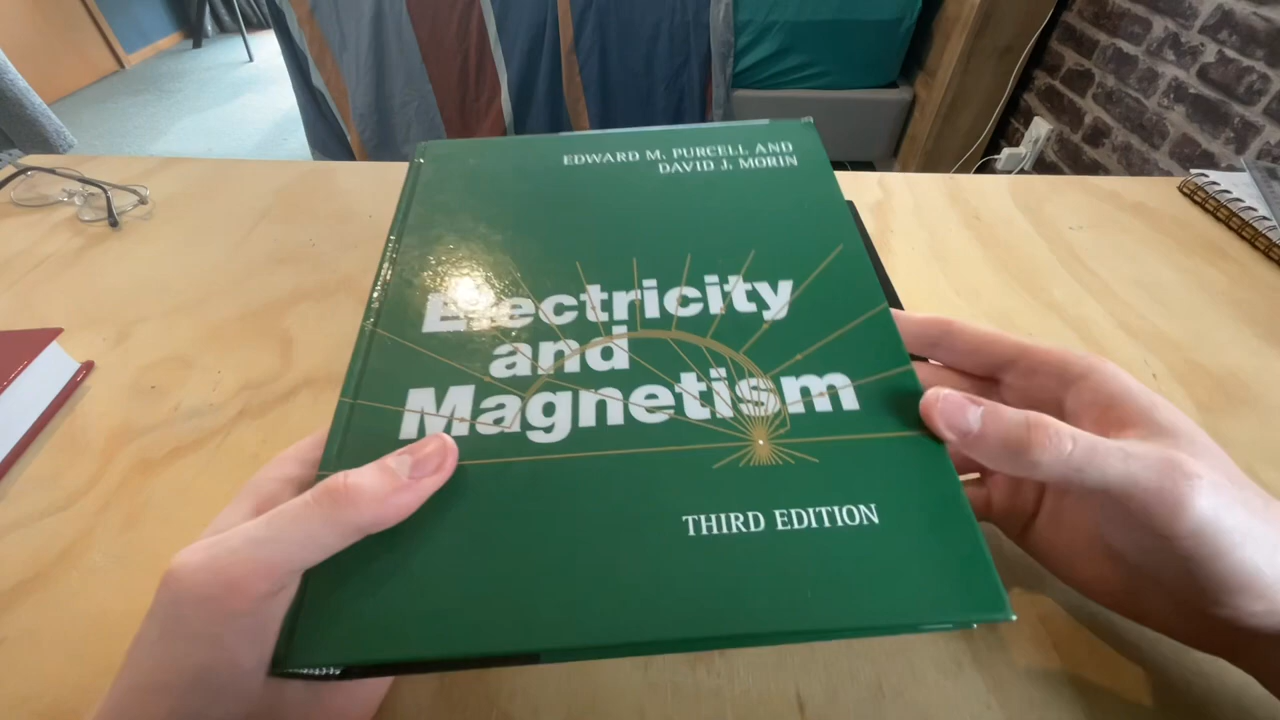 EDWARD M. PURCELL AND
DAVID J. MORIN
Electricity
and
Magnetism
THIRD EDITION